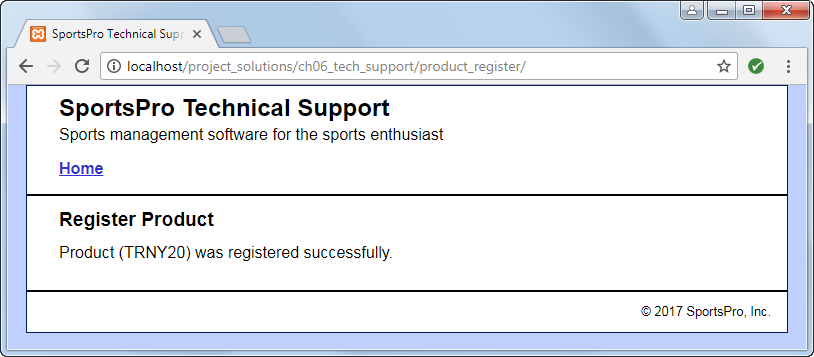 SportsPro Technical Supp
localhost/project_solutions/ch06_tech_support/product_register/
SportsPro Technical Support
Sports management software for the sports enthusiast
Home
Register Product
Product (TRNY20) was registered successfully.
© 2017 SportsPro, Inc.